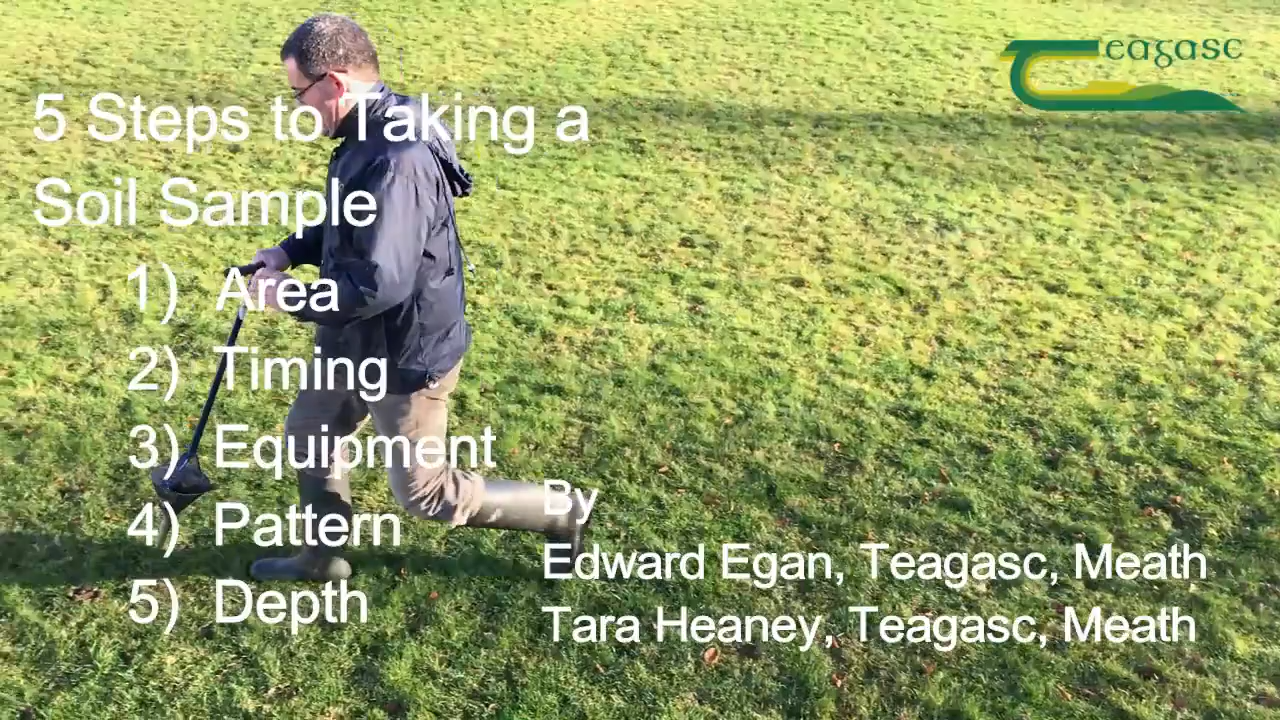 Teagasc
5 Steps to Taking a
Soil Sample
1) Area
2) Timing
3) Equipment
4) Pattern
5) Depth
By
Edward Egan, Teagasc, Meath
Tara Heaney, Teagasc, Meath